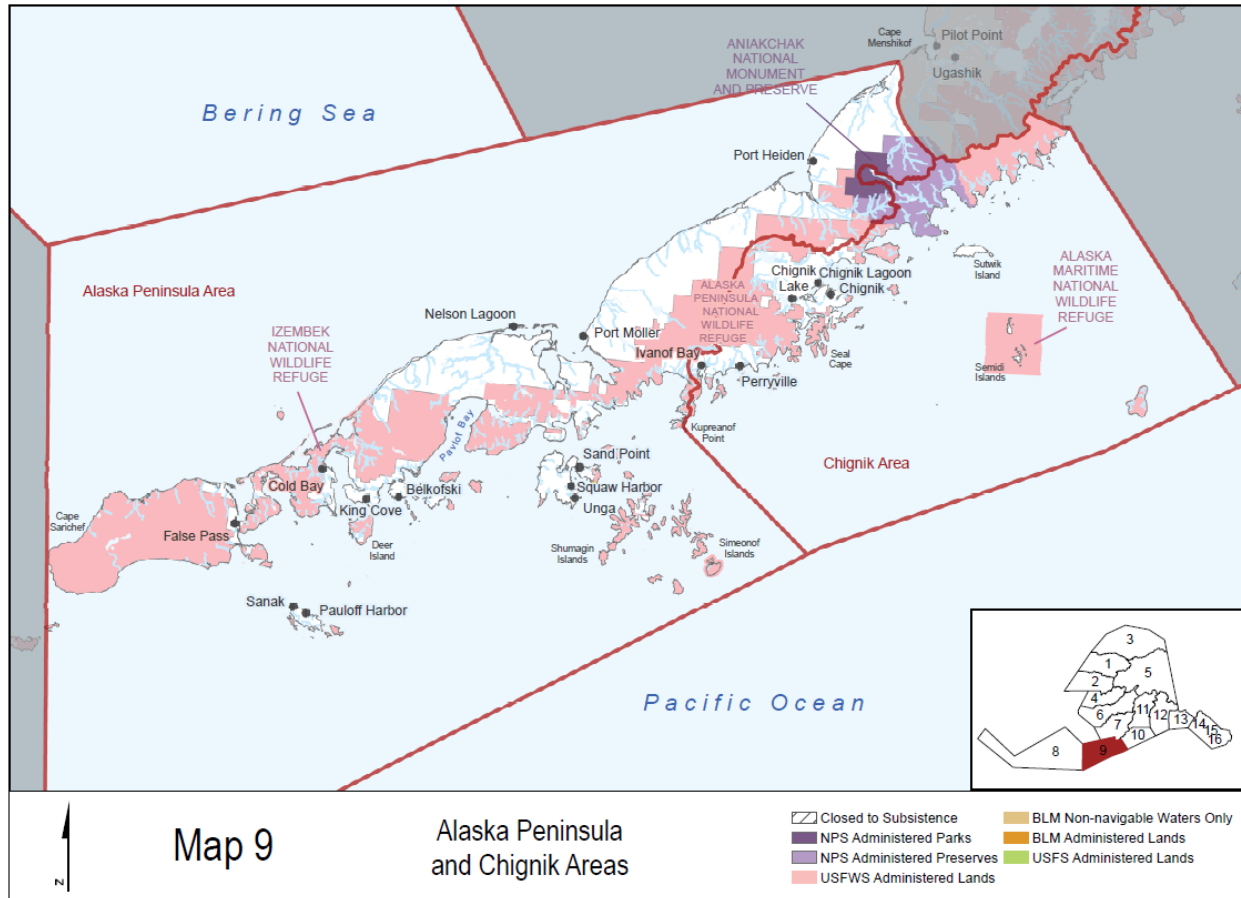 Cape
Menshikof
Pilot Point
Ugashik
ANIAKCHAK
NATIONAL
MONUMENT
AND PRESERVE
Bering Sea
Port Heiden
Alaska Peninsula Area
Sutwik
Island
ALASKA
MARITIME
NATIONAL
WILDLIFE
REFUGE
Chignik
Lake
Chignik Lagoon
Chignik
ALASKA
PENINSULA
NATIONAL
WILDLIFE
REFUGE
Nelson Lagoon
Port Moller
IZEMBEK
NATIONAL
WILDLIFE
REFUGE
Ivanof Bay
Seal
Cape
Semidi
Islands
Perryville
Pavlof Bay
Kupreanof
Point
Chignik Area
Sand Point
Squaw Harbor
Unga
Cold Bay
Belkofski
King Cove
Cape
Sarichef
False Pass
Deer
Island
Shumagin
Islands
Simeonof
Islands
Sanak
Pauloff Harbor
Pacific Ocean
3
1
5
2
4
6
7
11
12
13
14
15
16
10
8
9
N
Map 9
Alaska Peninsula
and Chignik Areas
Closed to Subsistence
NPS Administered Parks
NPS Administered Preserves
USFWS Administered Lands
BLM Non-navigable Waters Only
BLM Administered Lands
USFS Administered Lands